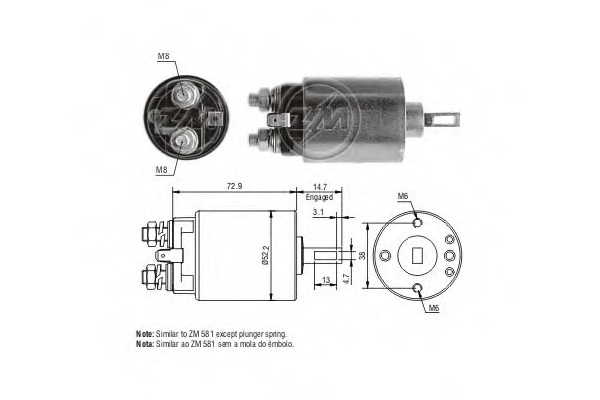 M8
ZM
ZM
M8
72.9
14.7
Engaged
3.1
M6
Ø52.2
38
4.7
13
M6
Note: Similar to ZM 581 except plunger spring.
Nota: Similar ao ZM 581 sem a mola do êmbolo.